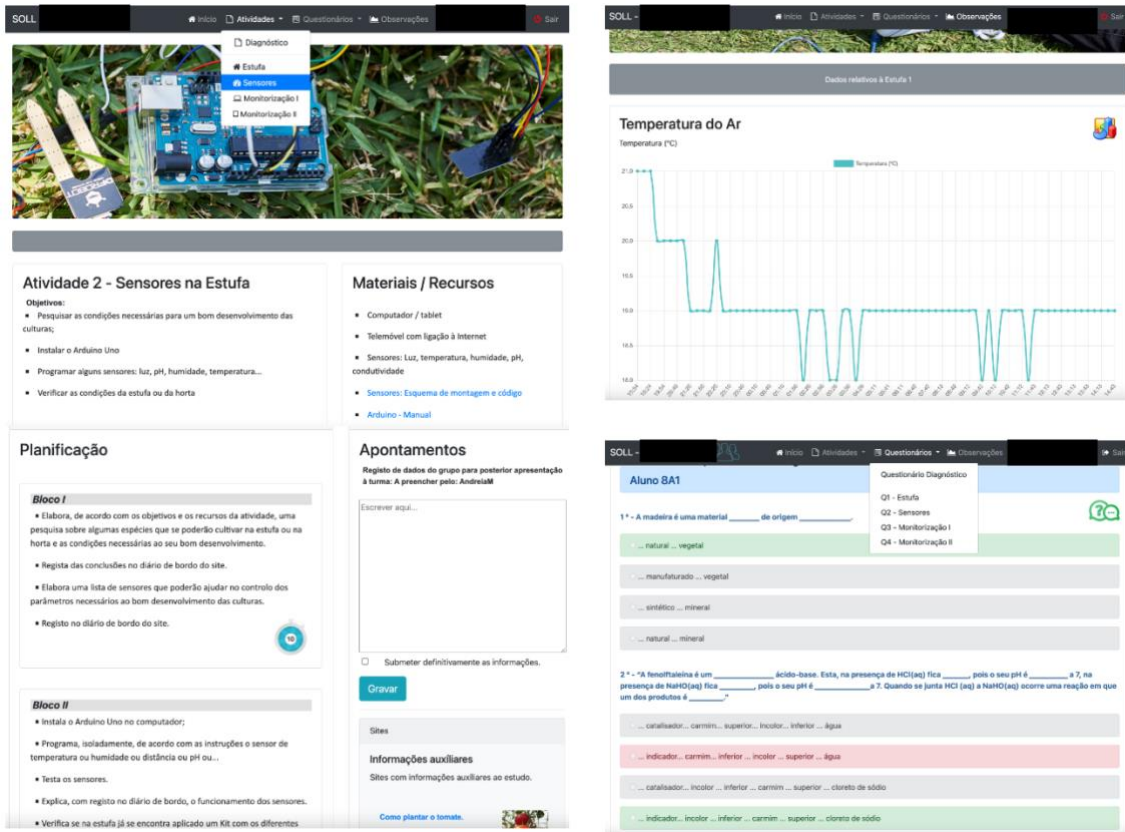 SOLL
Início
Atividades
Questionários
Observações
Sair
Diagnóstico
Estufa
Sensores
Monitorização I
Monitorização II
Atividade 2 - Sensores na Estufa
Objetivos:
Pesquisar as condições necessárias para um bom desenvolvimento das
culturas;
Instalar o Arduino Uno
Programar alguns sensores: luz, pH, humidade, temperatura...
Verificar as condições da estufa ou da horta
Materiais / Recursos
Computador / tablet
Telemóvel com ligação à Internet
Sensores: Luz, temperatura, humidade, pH,
condutividade
Sensores: Esquema de montagem e código
Arduino - Manual
Planificação
Bloco I
Elabora, de acordo com os objetivos e os recursos da atividade, uma
pesquisa sobre algumas espécies que se poderão cultivar na estufa ou na
horta e as condições necessárias ao seu bom desenvolvimento.
Regista das conclusões no diário de bordo do site.
Elabora uma lista de sensores que poderão ajudar no controlo dos
parâmetros necessários ao bom desenvolvimento das culturas.
Registo no diário de bordo do site.
10
Bloco II
Instala o Arduino Uno no computador;
Programa, isoladamente, de acordo com as instruções o sensor de
temperatura ou humidade ou distância ou pH ou...
Testa os sensores.
Explica, com registo no diário de bordo, o funcionamento dos sensores.
Verifica se na estufa já se encontra aplicado um Kit com os diferentes
Apontamentos
Registo de dados do grupo para posterior apresentação
à turma: A preencher pelo: AndreiaM
Escrever aqui...
Submeter definitivamente as informações.
Gravar
Sites
Informações auxiliares
Sites com informações auxiliares ao estudo.
Como plantar o tomate.
SOLL -
Início
Atividades
Questionários
Observações
Sair
Dados relativos à Estufa 1
Temperatura do Ar
Temperatura (°C)
Temperatura (°C)
21.0
20.5
20.0
19.5
19.0
18.5
18.0
SOLL -
Início
Atividades
Questionários
Observações
Sair
Questionário Diagnóstico
Q1 - Estufa
Q2 - Sensores
Q3 - Monitorização I
Q4 - Monitorização II
Aluno 8A1
1ª - A madeira é uma material _______ de origem ___________.
... natural ... vegetal
... manufaturado ... vegetal
... sintético ... mineral
... natural ... mineral
2ª - "A fenolftaleína é um _____________ ácido-base. Esta, na presença de HCl(aq) fica _______, pois o seu pH é _________ a 7, na
presença de NaHO(aq) fica ________, pois o seu pH é ____________ a 7. Quando se junta HCl (aq) a NaHO(aq) ocorre uma reação em que
um dos produtos é ________."
... catalisador... carmim... superior... incolor... inferior ... água
... indicador... carmim... inferior ... incolor ... superior ... água
... catalisador... incolor ... inferior ... carmim ... superior ... cloreto de sódio
... indicador... incolor ... inferior ... carmim ... superior ... cloreto de sódio